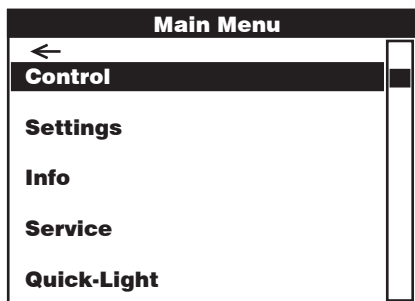 Main Menu
←
Control
Settings
Info
Service
Quick-Light